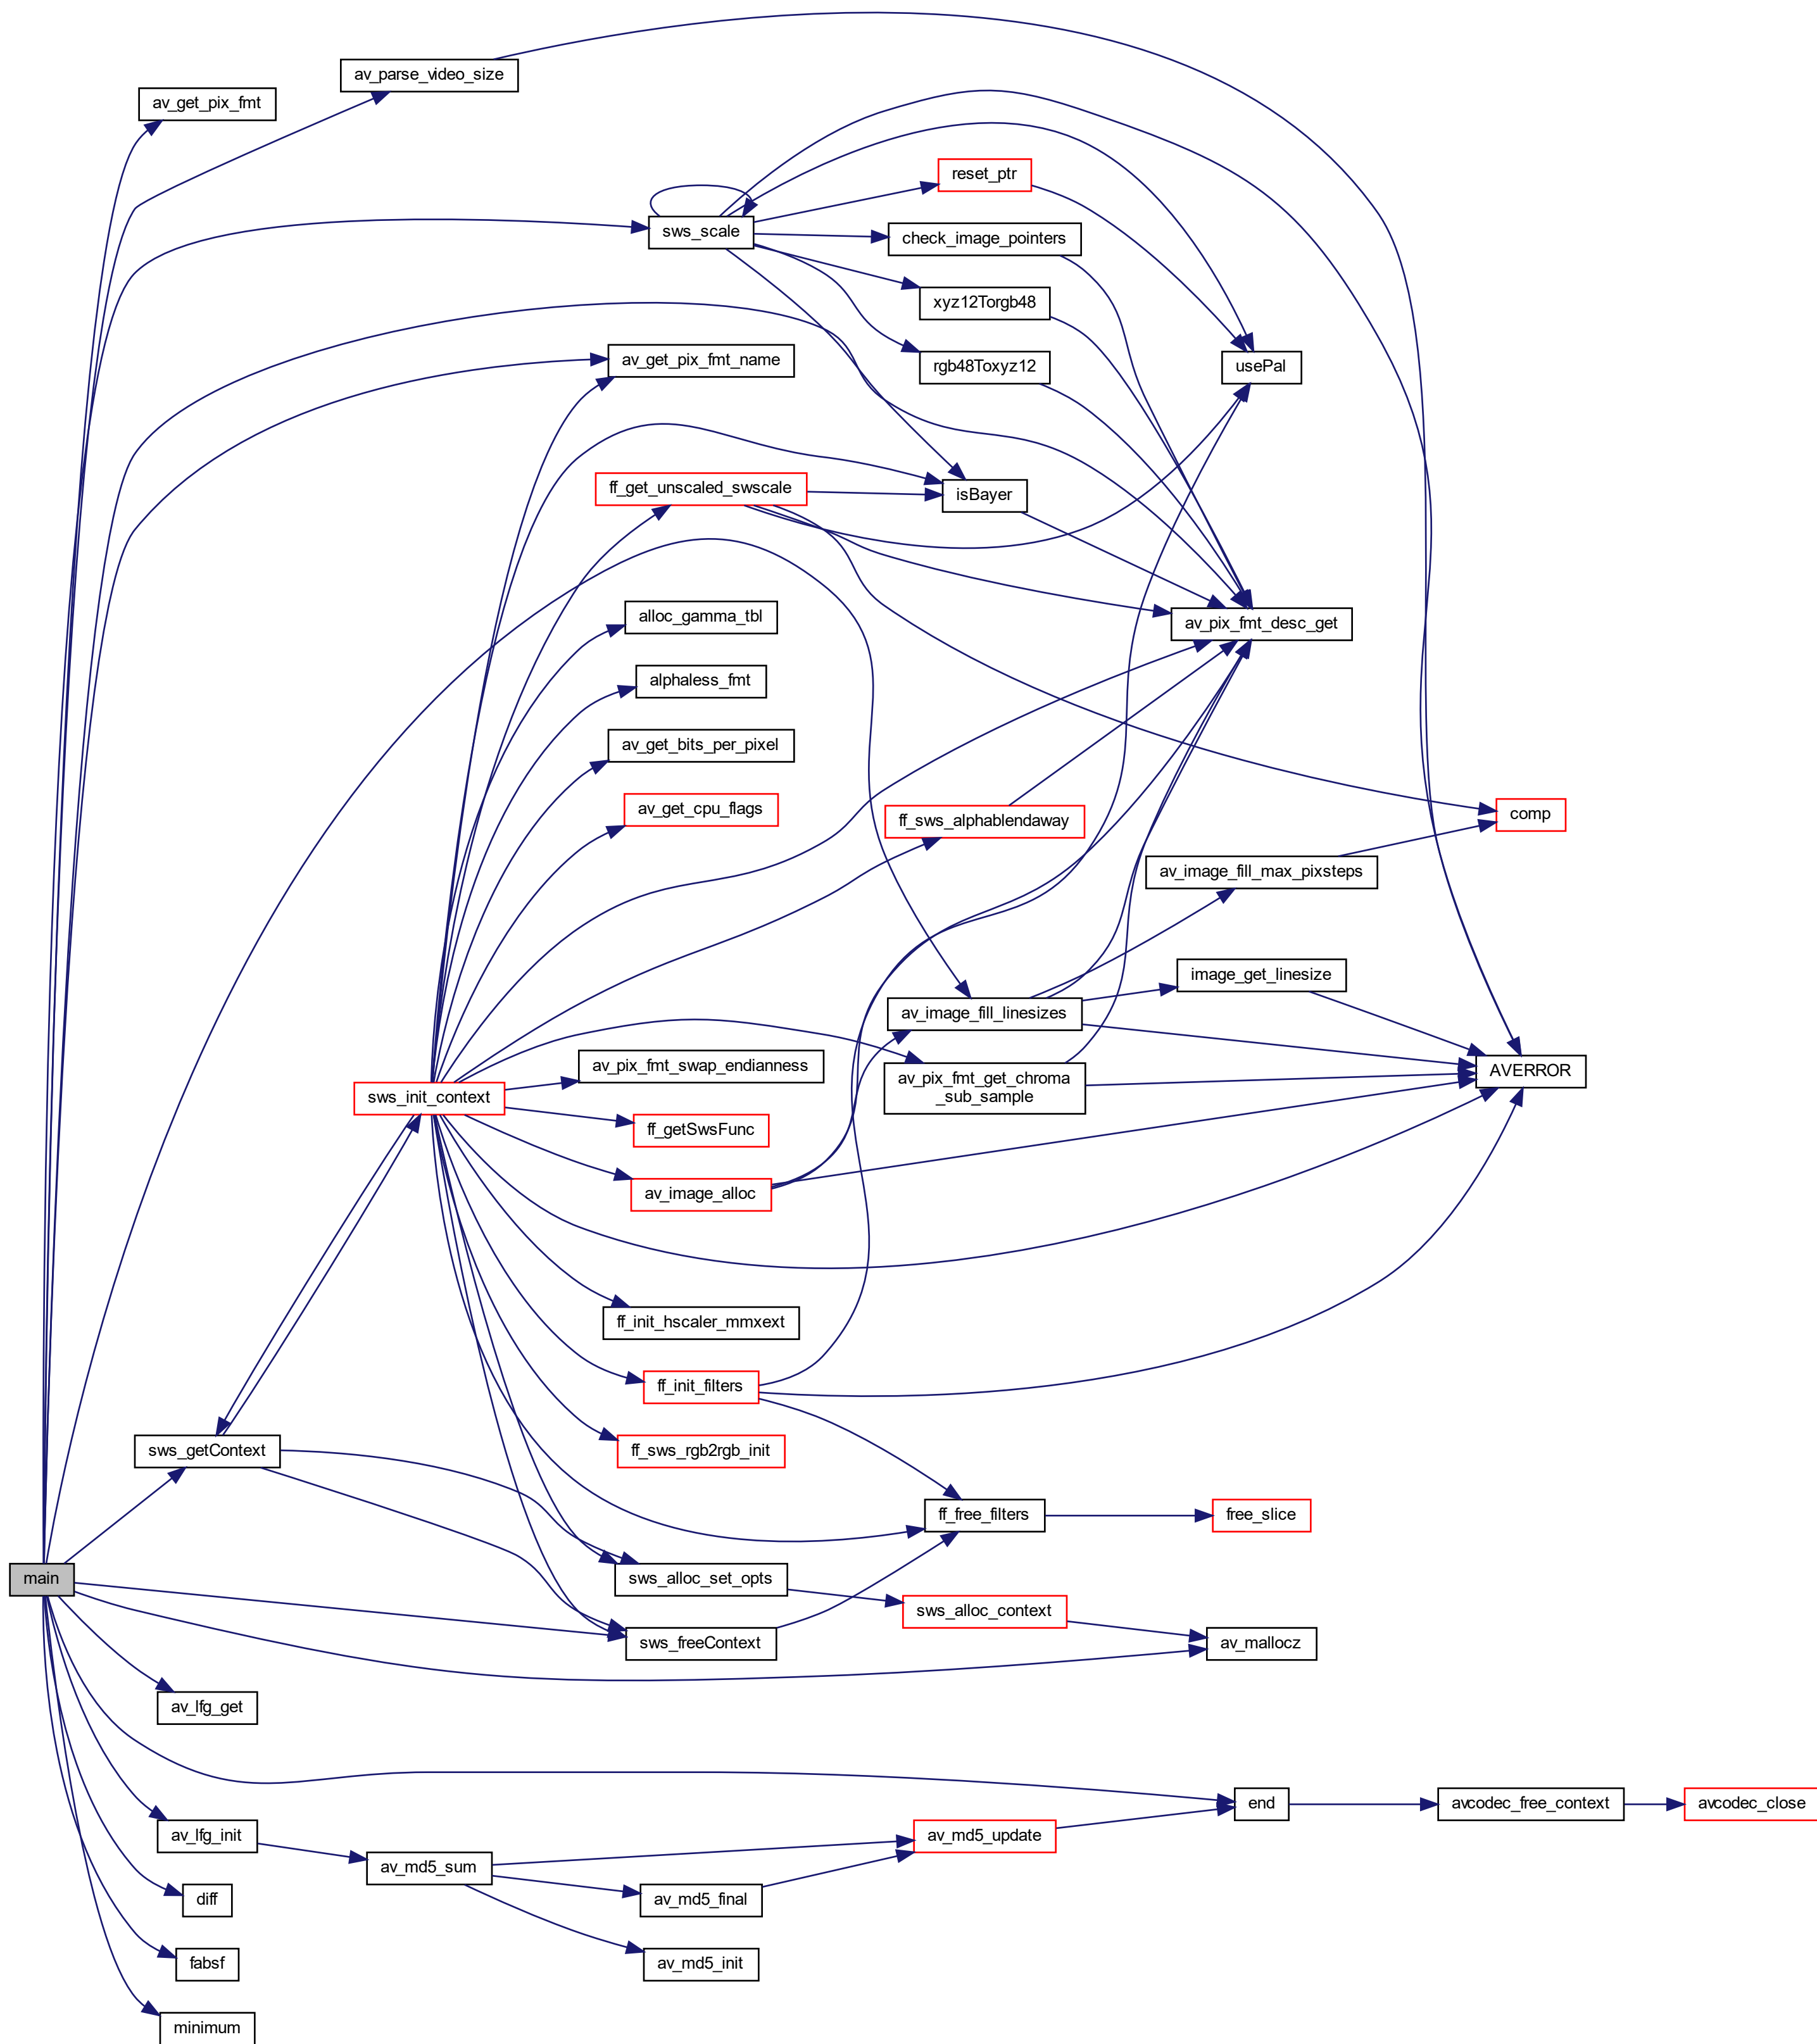 av_parse_video_size
av_get_pix_fmt
reset_ptr
sws_scale
check_image_pointers
xyz12Torgb48
av_get_pix_fmt_name
rgb48Toxyz12
usePal
ff_get_unscaled_swscale
isBayer
alloc_gamma_tbl
av_pix_fmt_desc_get
alphaless_fmt
av_get_bits_per_pixel
av_get_cpu_flags
ff_sws_alphablendaway
comp
av_image_fill_max_pixsteps
image_get_linesize
av_image_fill_linesizes
av_pix_fmt_swap_endianness
AVERROR
av_pix_fmt_get_chroma
_sub_sample
sws_init_context
ff_getSwsFunc
av_image_alloc
ff_init_hscaler_mmxext
ff_init_filters
sws_getContext
ff_sws_rgb2rgb_init
ff_free_filters
free_slice
main
sws_alloc_set_opts
sws_alloc_context
sws_freeContext
av_mallocz
av_lfg_get
end
avcodec_free_context
avcodec_close
av_lfg_init
av_md5_update
av_md5_sum
diff
av_md5_final
fabsf
av_md5_init
minimum